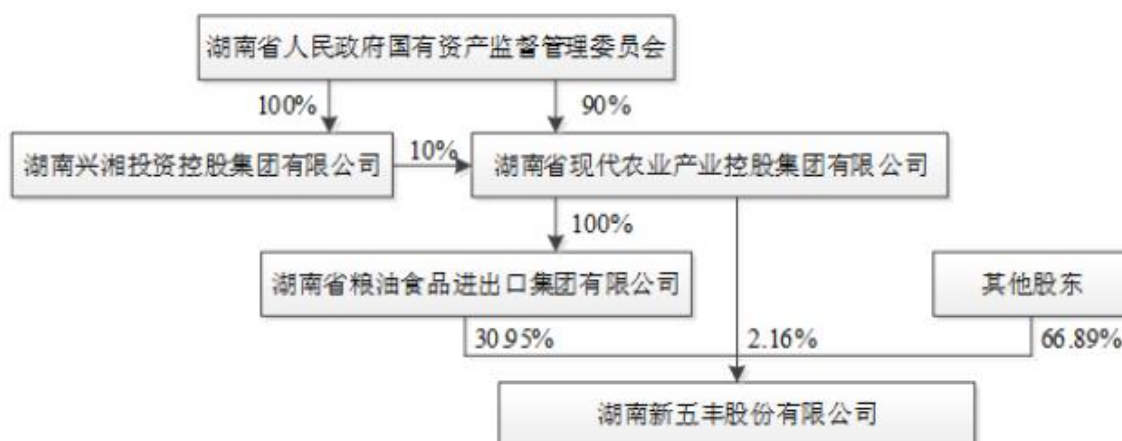 湖南省人民政府国有资产监督管理委员会
100%
90%
湖南兴湘投资控股集团有限公司
10%
湖南省现代农业产业控股集团有限公司
100%
湖南省粮油食品进出口集团有限公司
其他股东
30.95%
2.16%
66.89%
湖南新五丰股份有限公司